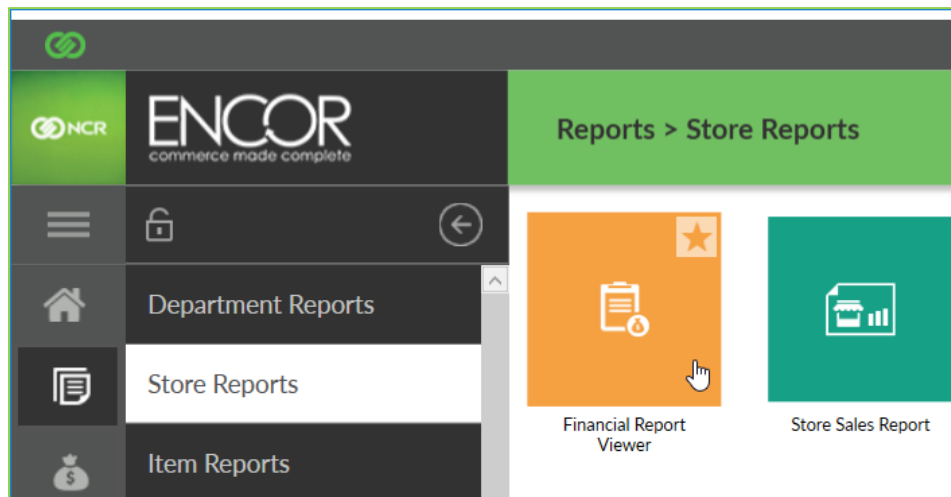 NCR
ENCOR
commerce made complete
Reports > Store Reports
Department Reports
Store Reports
Item Reports
Financial Report
Viewer
Store Sales Report